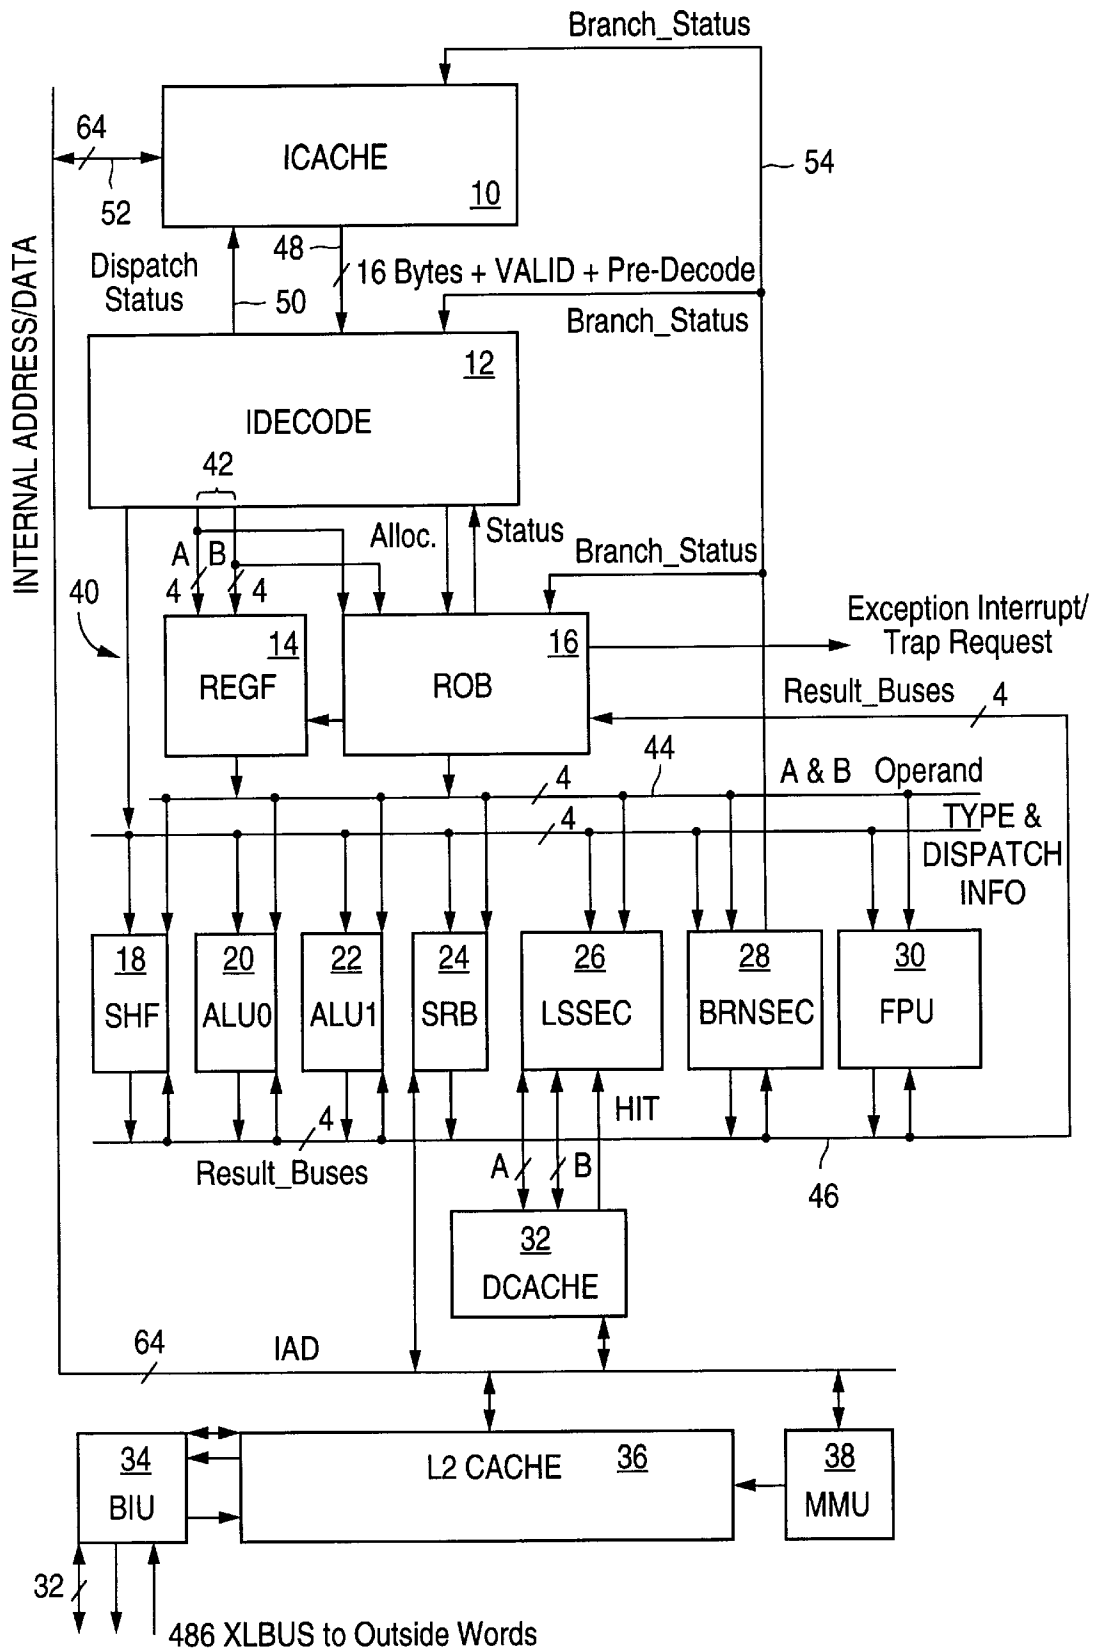 Branch_Status
64
ICACHE
10
52
54
INTERNAL ADDRESS/DATA
48
16 Bytes + VALID + Pre-Decode
Dispatch
Status
50
Branch_Status
12
IDECODE
42
A
B
4
4
Alloc.
Status
Branch_Status
40
14
REGF
16
ROB
Exception Interrupt/
Trap Request
Result_Buses
4
44
A & B Operand
4
4
TYPE &
DISPATCH
INFO
18
SHF
20
ALU0
22
ALU1
24
SRB
26
LSSEC
28
BRNSEC
30
FPU
HIT
4
Result_Buses
A
B
46
32
DCACHE
64
IAD
34
BIU
L2 CACHE
36
38
MMU
32
486 XLBUS to Outside Words